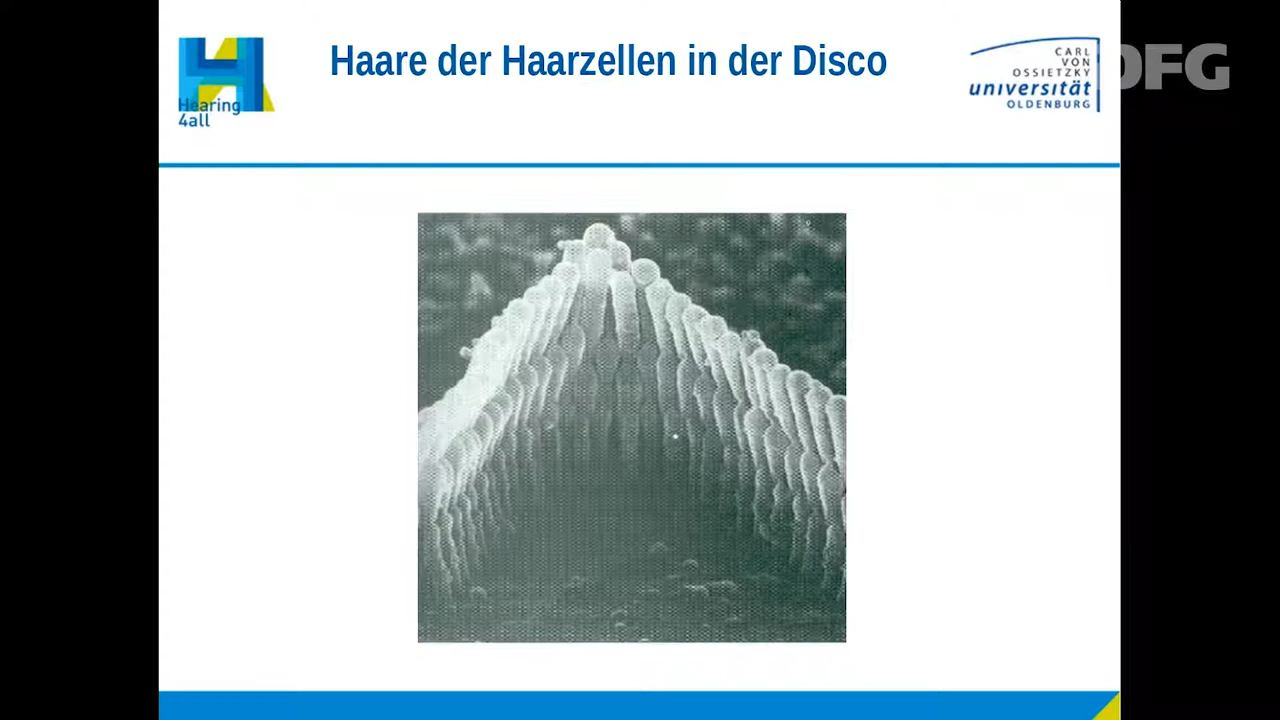 Haare der Haarzellen in der Disco
Hearing
4all
CARL
VON
OSSIETZKY
universität
OLDENBURG
DFG